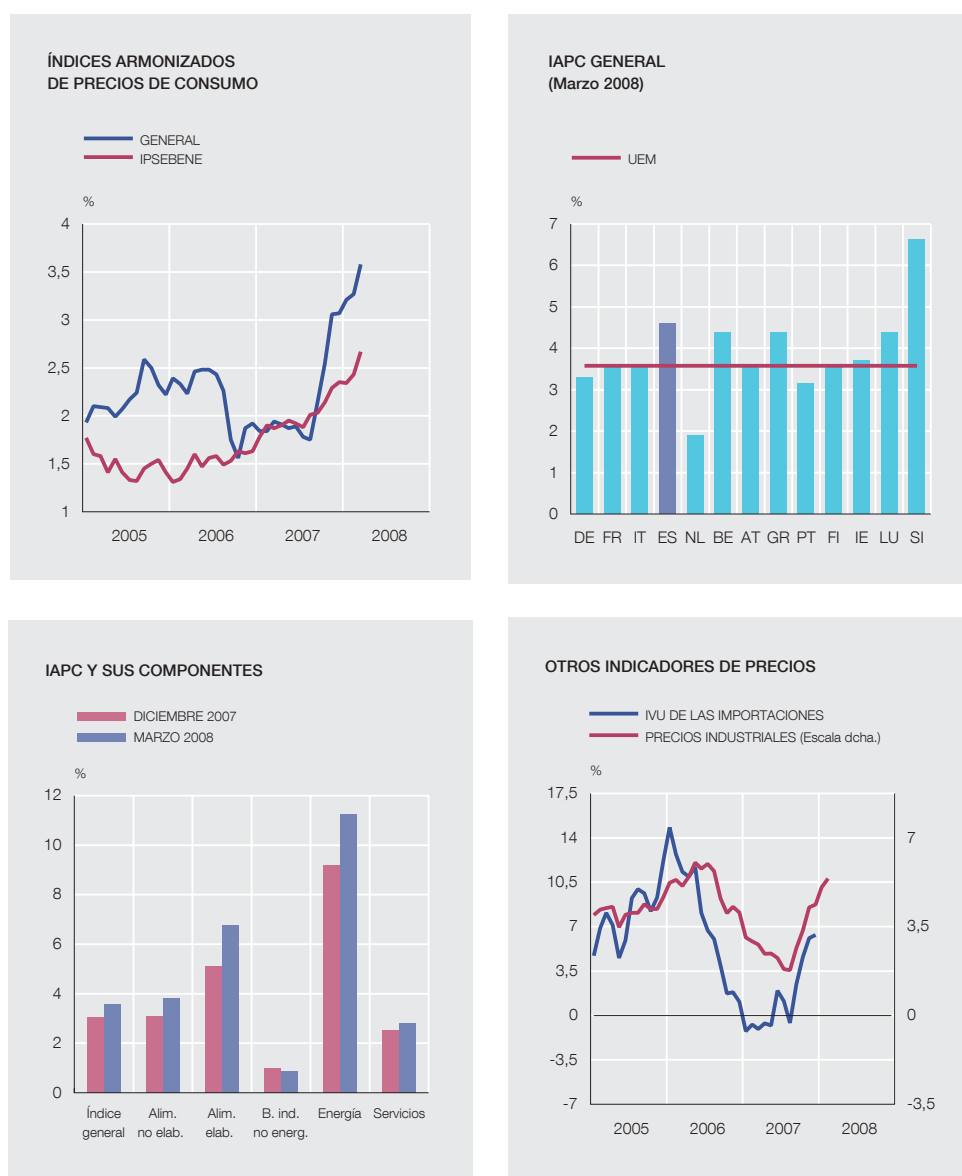 ÍNDICES ARMONIZADOS
DE PRECIOS DE CONSUMO
GENERAL
IPSEBENE
%
4
3,5
3
2,5
2
1,5
1
2005 2006 2007 2008
IAPC GENERAL
(Marzo 2008)
UEM
%
7
6
5
4
3
2
1
0
DE FR IT ES NL BE AT GR PT FI IE LU SI
IAPC Y SUS COMPONENTES
DICIEMBRE 2007
MARZO 2008
%
12
10
8
6
4
2
0
Índice Alim. Alim. B. ind. Energía Servicios
general no elab. elab. no energ.
OTROS INDICADORES DE PRECIOS
IVU DE LAS IMPORTACIONES
PRECIOS INDUSTRIALES (Escala dcha.)
%
17,5
14 7
10,5
7 3,5
3,5
0 0
-3,5
-7 -3,5
2005 2006 2007 2008